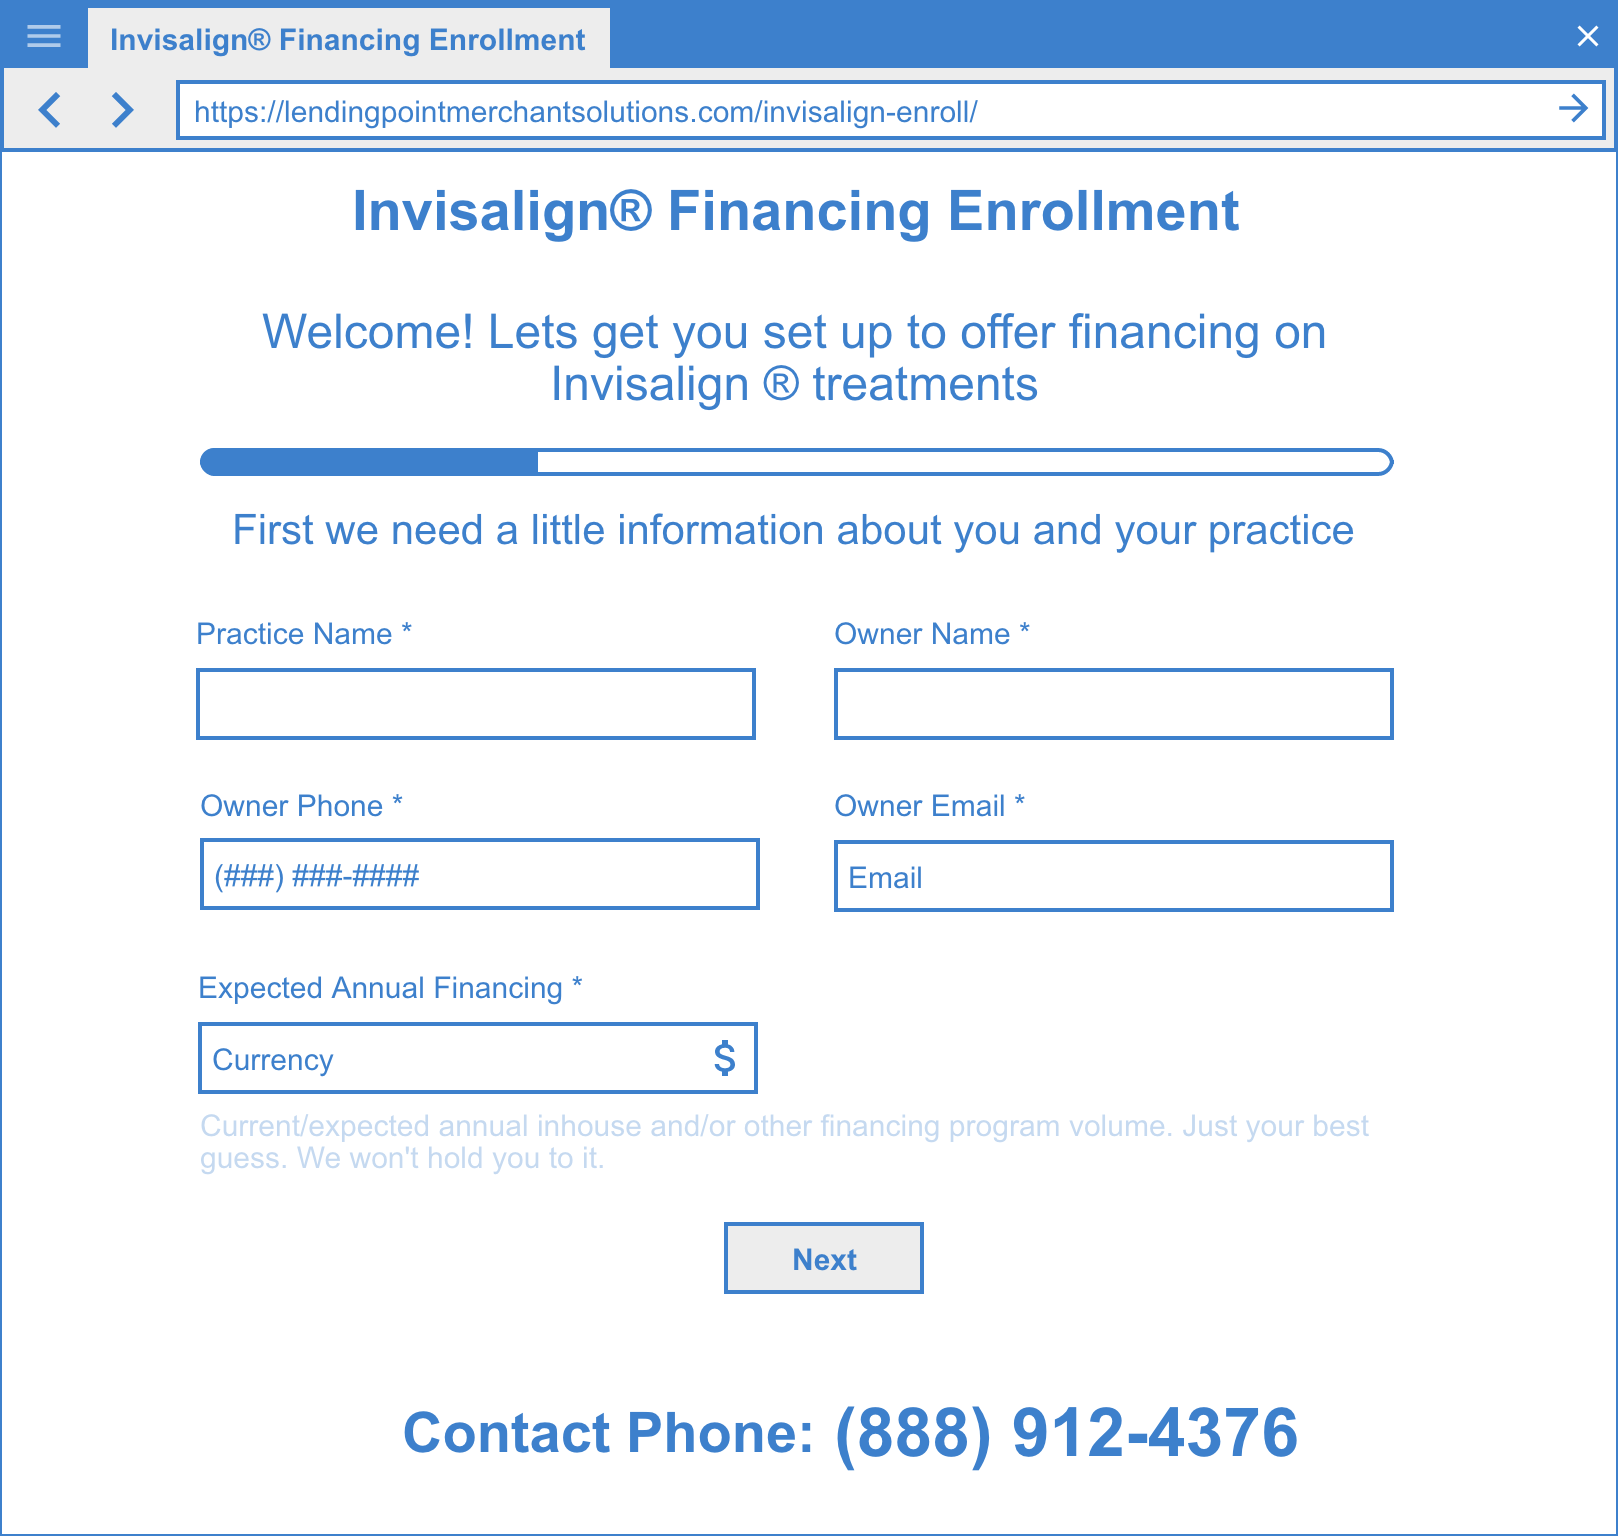 Invisalign® Financing Enrollment
https://lendingpointmerchantsolutions.com/invisalign-enroll/
Invisalign® Financing Enrollment
Welcome! Lets get you set up to offer financing on
Invisalign ® treatments
First we need a little information about you and your practice
Practice Name *
Owner Name *
Owner Phone *
Owner Email *
(###) ###-####
Email
Expected Annual Financing *
Currency $
Current/expected annual inhouse and/or other financing program volume. Just your best
guess. We won't hold you to it.
Next
Contact Phone: (888) 912-4376